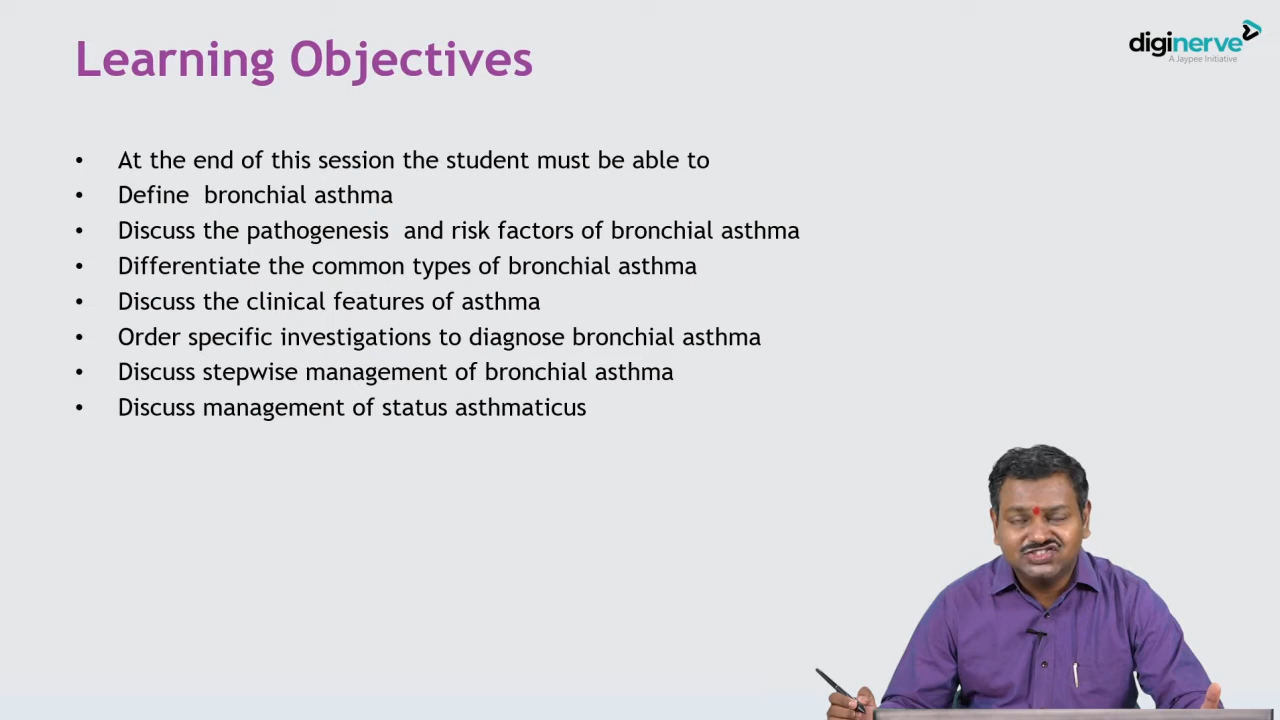 Learning Objectives
diginerve
A Jaypee Initiative
• At the end of this session the student must be able to
• Define  bronchial asthma
• Discuss the pathogenesis  and risk factors of bronchial asthma
• Differentiate the common types of bronchial asthma
• Discuss the clinical features of asthma
• Order specific investigations to diagnose bronchial asthma
• Discuss stepwise management of bronchial asthma
• Discuss management of status asthmaticus